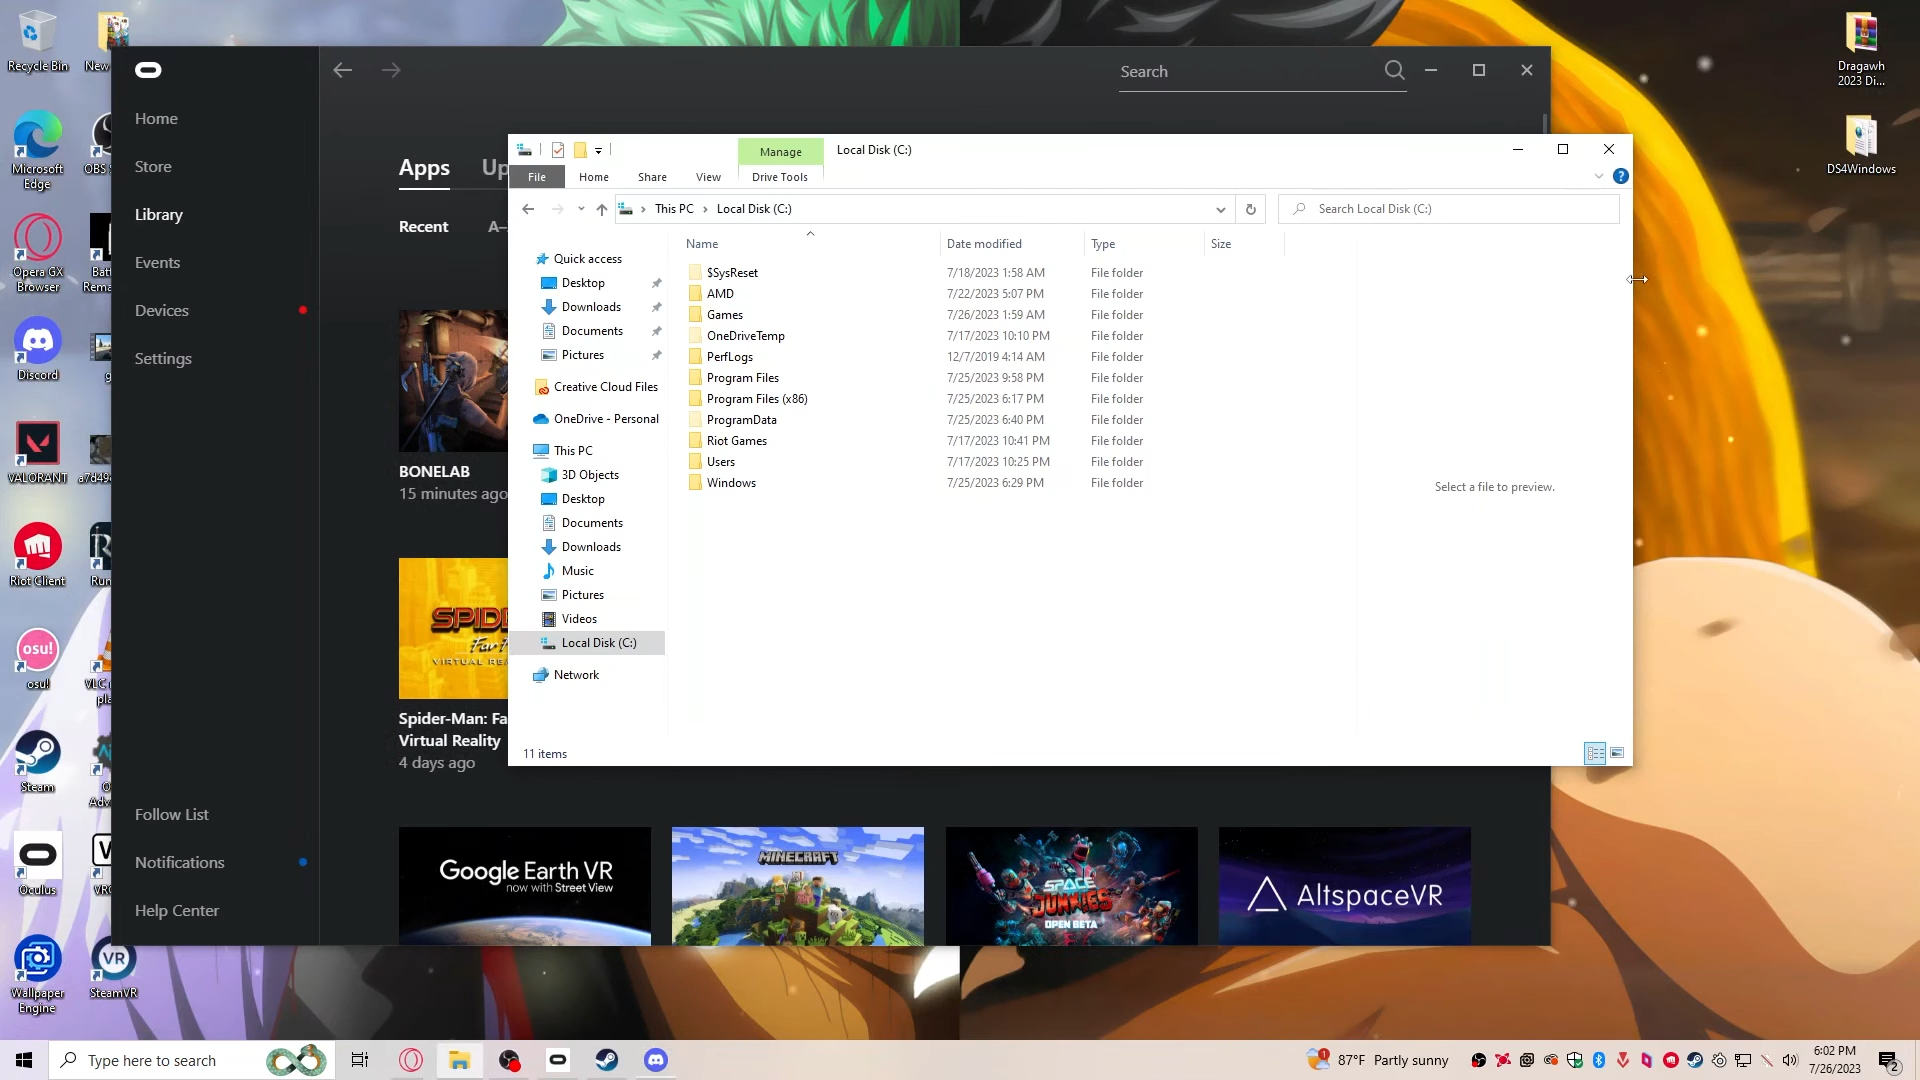 Recycle Bin
New
Microsoft Edge
OBS S
Opera GX Browser
Batt
Rema
Discord
g
VALORANT
a7d49
Riot Client
Run
osu!
osu!
VLC
pla
Steam
O
Adv
Oculus
VRC
Wallpaper Engine
VR
SteamVR
Dragawh
2023 Di...
DS4Windows
Home
Store
Library
Events
Devices
Settings
Follow List
Notifications
Help Center
Search
Apps
Up
Recent
A–
BONELAB
15 minutes ago
SPID
Far
VIRTUAL RE
Spider-Man: Fa
Virtual Reality
4 days ago
Google Earth VR
now with Street View
MINECRAFT
SPACE
JUNKIES
OPEN BETA
AltspaceVR
Manage
Local Disk (C:)
File
Home
Share
View
Drive Tools
This PC
Local Disk (C:)
Search Local Disk (C:)
Name
Date modified
Type
Size
Quick access
Desktop
Downloads
Documents
Pictures
Creative Cloud Files
OneDrive - Personal
This PC
3D Objects
Desktop
Documents
Downloads
Music
Pictures
Videos
Local Disk (C:)
Network
$SysReset 7/18/2023 1:58 AM File folder
AMD 7/22/2023 5:07 PM File folder
Games 7/26/2023 1:59 AM File folder
OneDriveTemp 7/17/2023 10:10 PM File folder
PerfLogs 12/7/2019 4:14 AM File folder
Program Files 7/25/2023 9:58 PM File folder
Program Files (x86) 7/25/2023 6:17 PM File folder
ProgramData 7/25/2023 6:40 PM File folder
Riot Games 7/17/2023 10:41 PM File folder
Users 7/17/2023 10:25 PM File folder
Windows 7/25/2023 6:29 PM File folder
Select a file to preview.
11 items
Type here to search
87°F Partly sunny
6:02 PM
7/26/2023
2